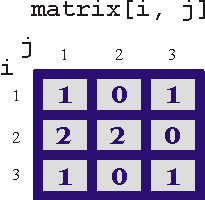 matrix[i, j]
j
i
1 2 3
1 1 0 1
2 2 2 0
3 1 0 1